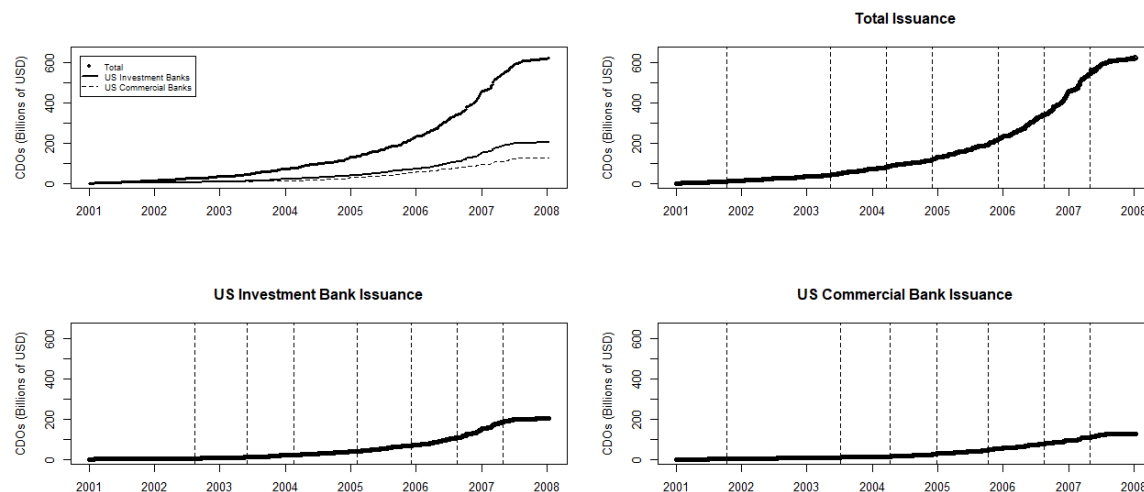 Total Issuance
CDOs (Billions of USD)
600
400
200
0
Total
US Investment Banks
US Commercial Banks
2001 2002 2003 2004 2005 2006 2007 2008
CDOs (Billions of USD)
600
400
200
0
2001 2002 2003 2004 2005 2006 2007 2008
US Investment Bank Issuance
US Commercial Bank Issuance
CDOs (Billions of USD)
600
400
200
0
2001 2002 2003 2004 2005 2006 2007 2008
CDOs (Billions of USD)
600
400
200
0
2001 2002 2003 2004 2005 2006 2007 2008